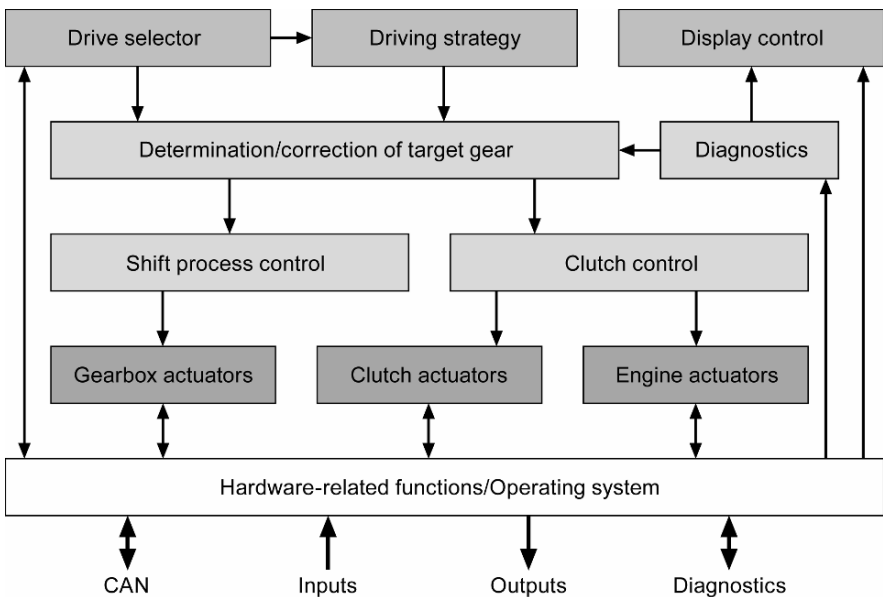 Drive selector
Driving strategy
Display control
Determination/correction of target gear
Diagnostics
Shift process control
Clutch control
Gearbox actuators
Clutch actuators
Engine actuators
Hardware-related functions/Operating system
CAN
Inputs
Outputs
Diagnostics